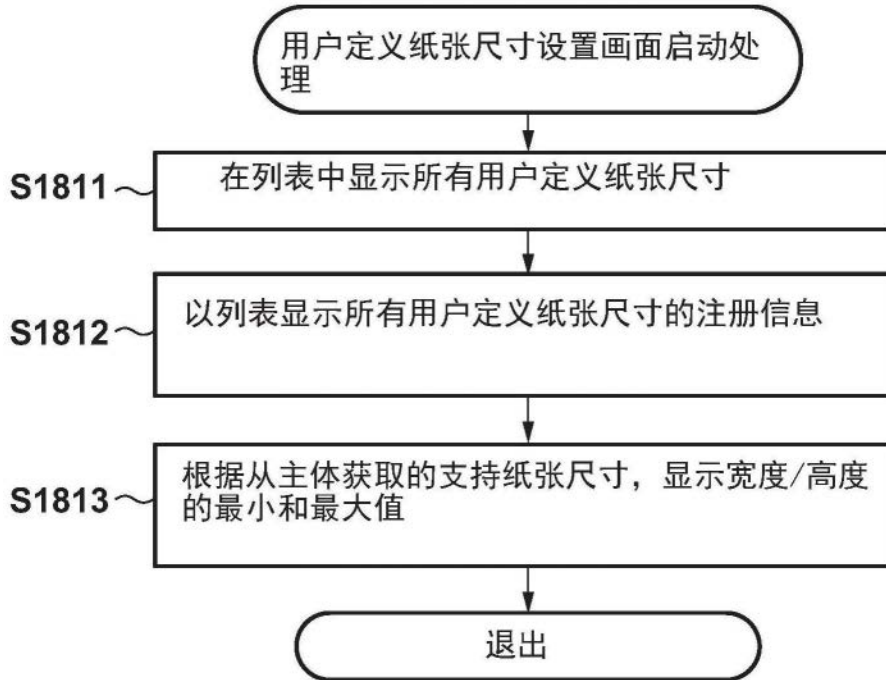 用户定义纸张尺寸设置画面启动处
理
S1811
在列表中显示所有用户定义纸张尺寸
S1812
以列表显示所有用户定义纸张尺寸的注册信息
S1813
根据从主体获取的支持纸张尺寸，显示宽度/高度
的最小和最大值
退出